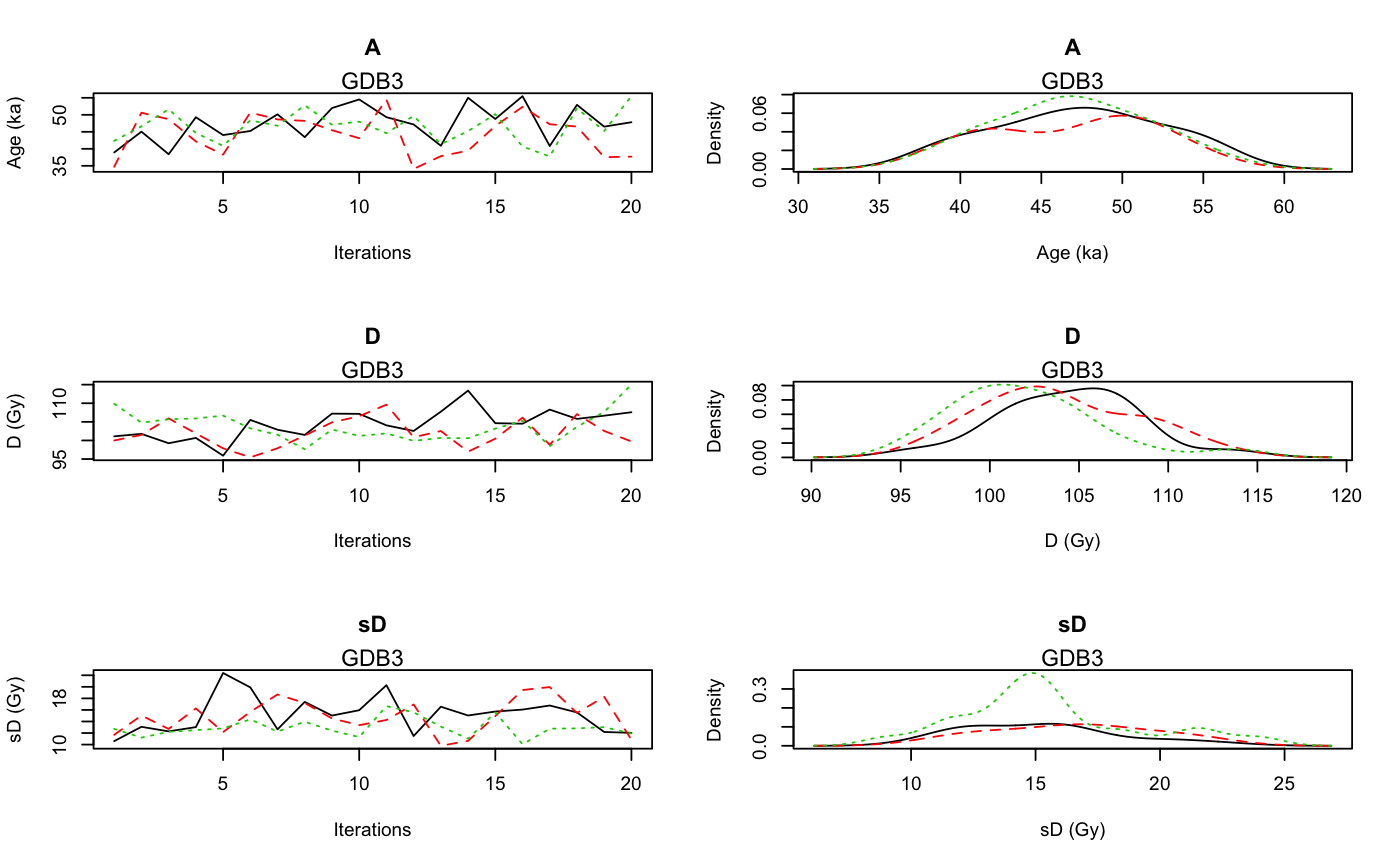 A
GDB3
Age (ka)
50
35
5 10 15 20
Iterations
A
GDB3
Density
0.06
0.00
30 35 40 45 50 55 60
Age (ka)
D
GDB3
D (Gy)
110
95
5 10 15 20
Iterations
D
GDB3
Density
0.08
0.00
90 95 100 105 110 115 120
D (Gy)
sD
GDB3
sD (Gy)
18
10
5 10 15 20
Iterations
sD
GDB3
Density
0.3
0.0
10 15 20 25
sD (Gy)